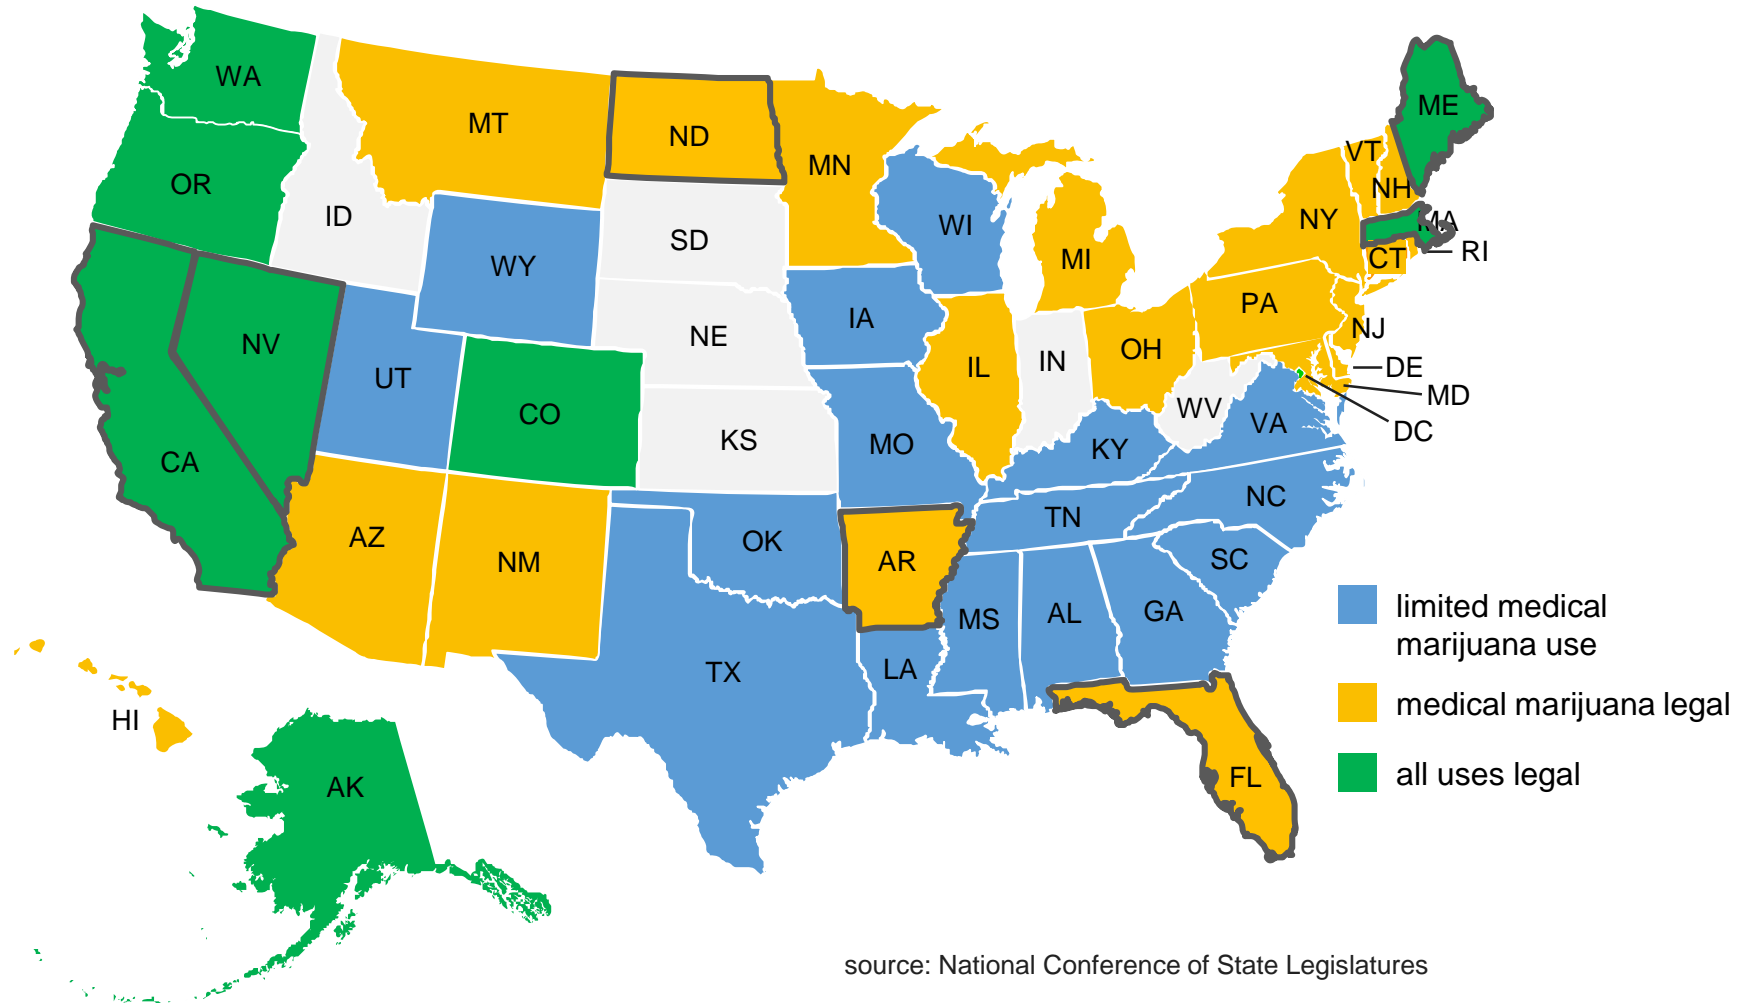 WA
ME
MT
ND
VT
MN
OR
NH
ID
NY
MA
WI
SD
RI
CT
MI
WY
PA
IA
NJ
NE
NV
OH
IN
DE
IL
UT
MD
WV
CO
VA
DC
KS
MO
KY
CA
NC
TN
AZ
OK
SC
NM
AR
limited medical
marijuana use
GA
AL
MS
TX
LA
medical marijuana legal
HI
all uses legal
FL
AK
source: National Conference of State Legislatures